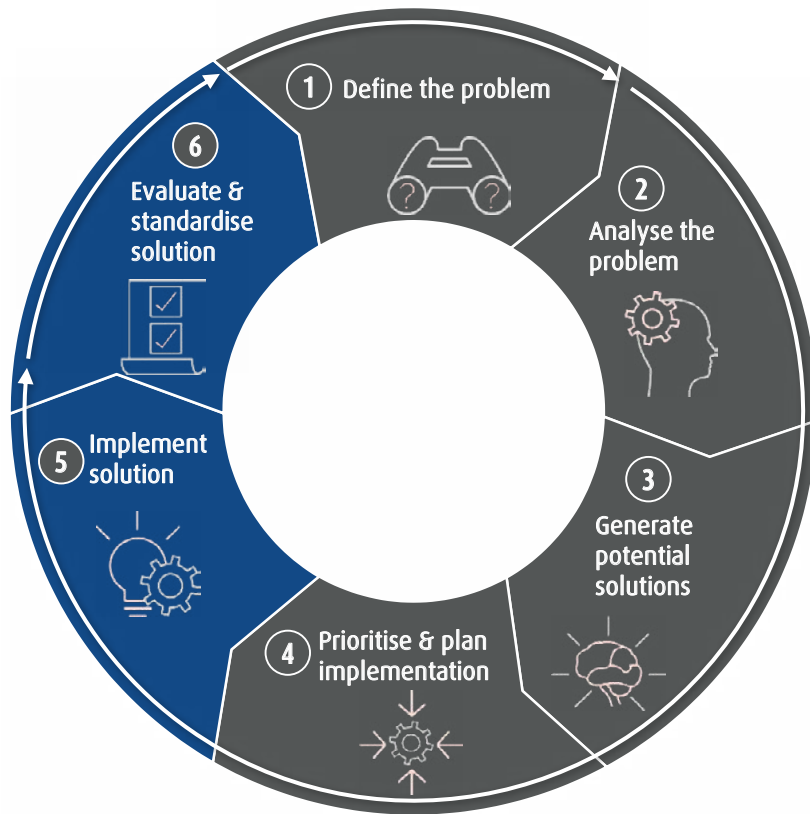 1 Define the problem
? ?
2
Analyse the
problem
3
Generate
potential
solutions
4 Prioritise & plan
implementation
5 Implement
solution
6
Evaluate &
standardise
solution